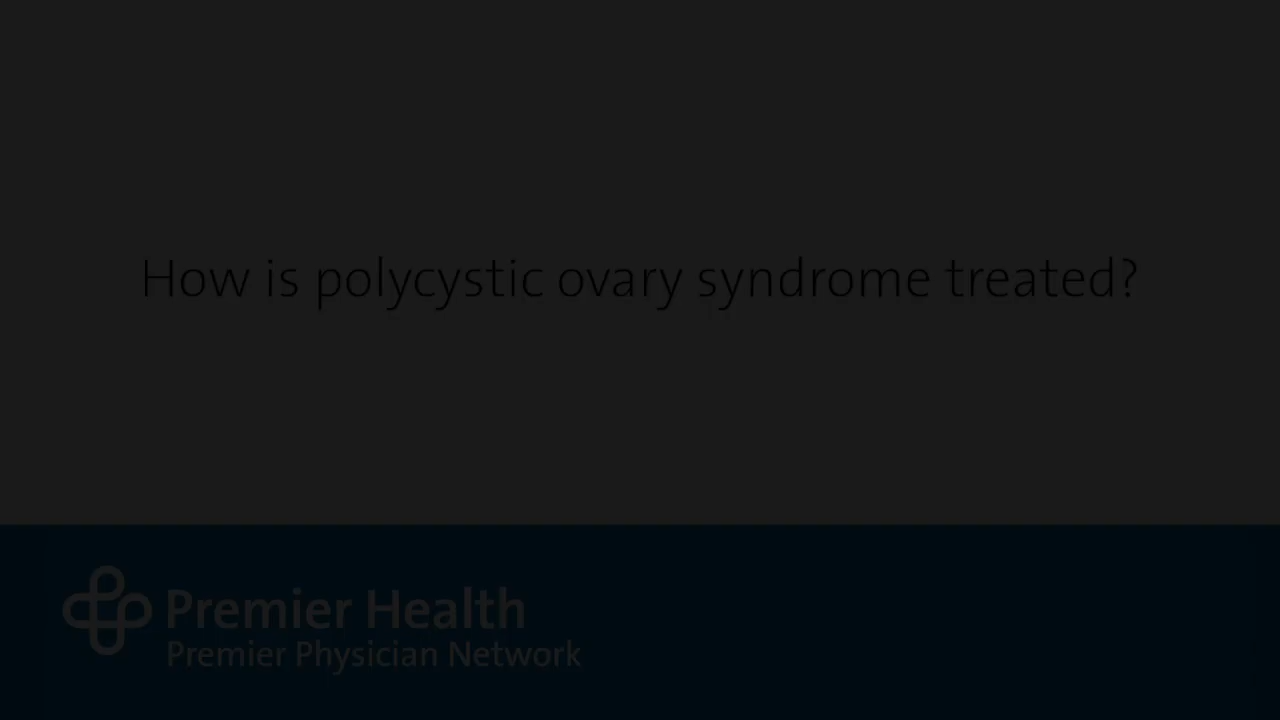 How is polycystic ovary syndrome treated?
Premier Health
Premier Physician Network